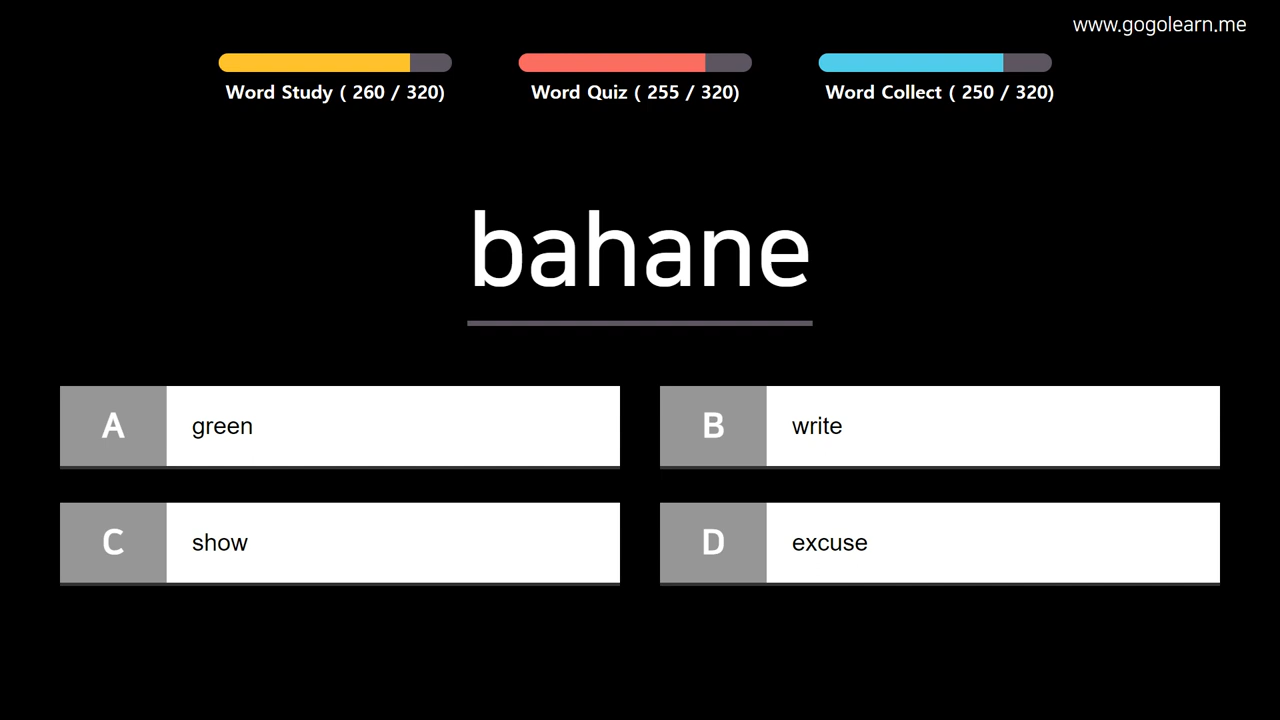 www.gogolearn.me
Word Study ( 260 / 320)
Word Quiz ( 255 / 320)
Word Collect ( 250 / 320)
bahane
A green
B write
C show
D excuse